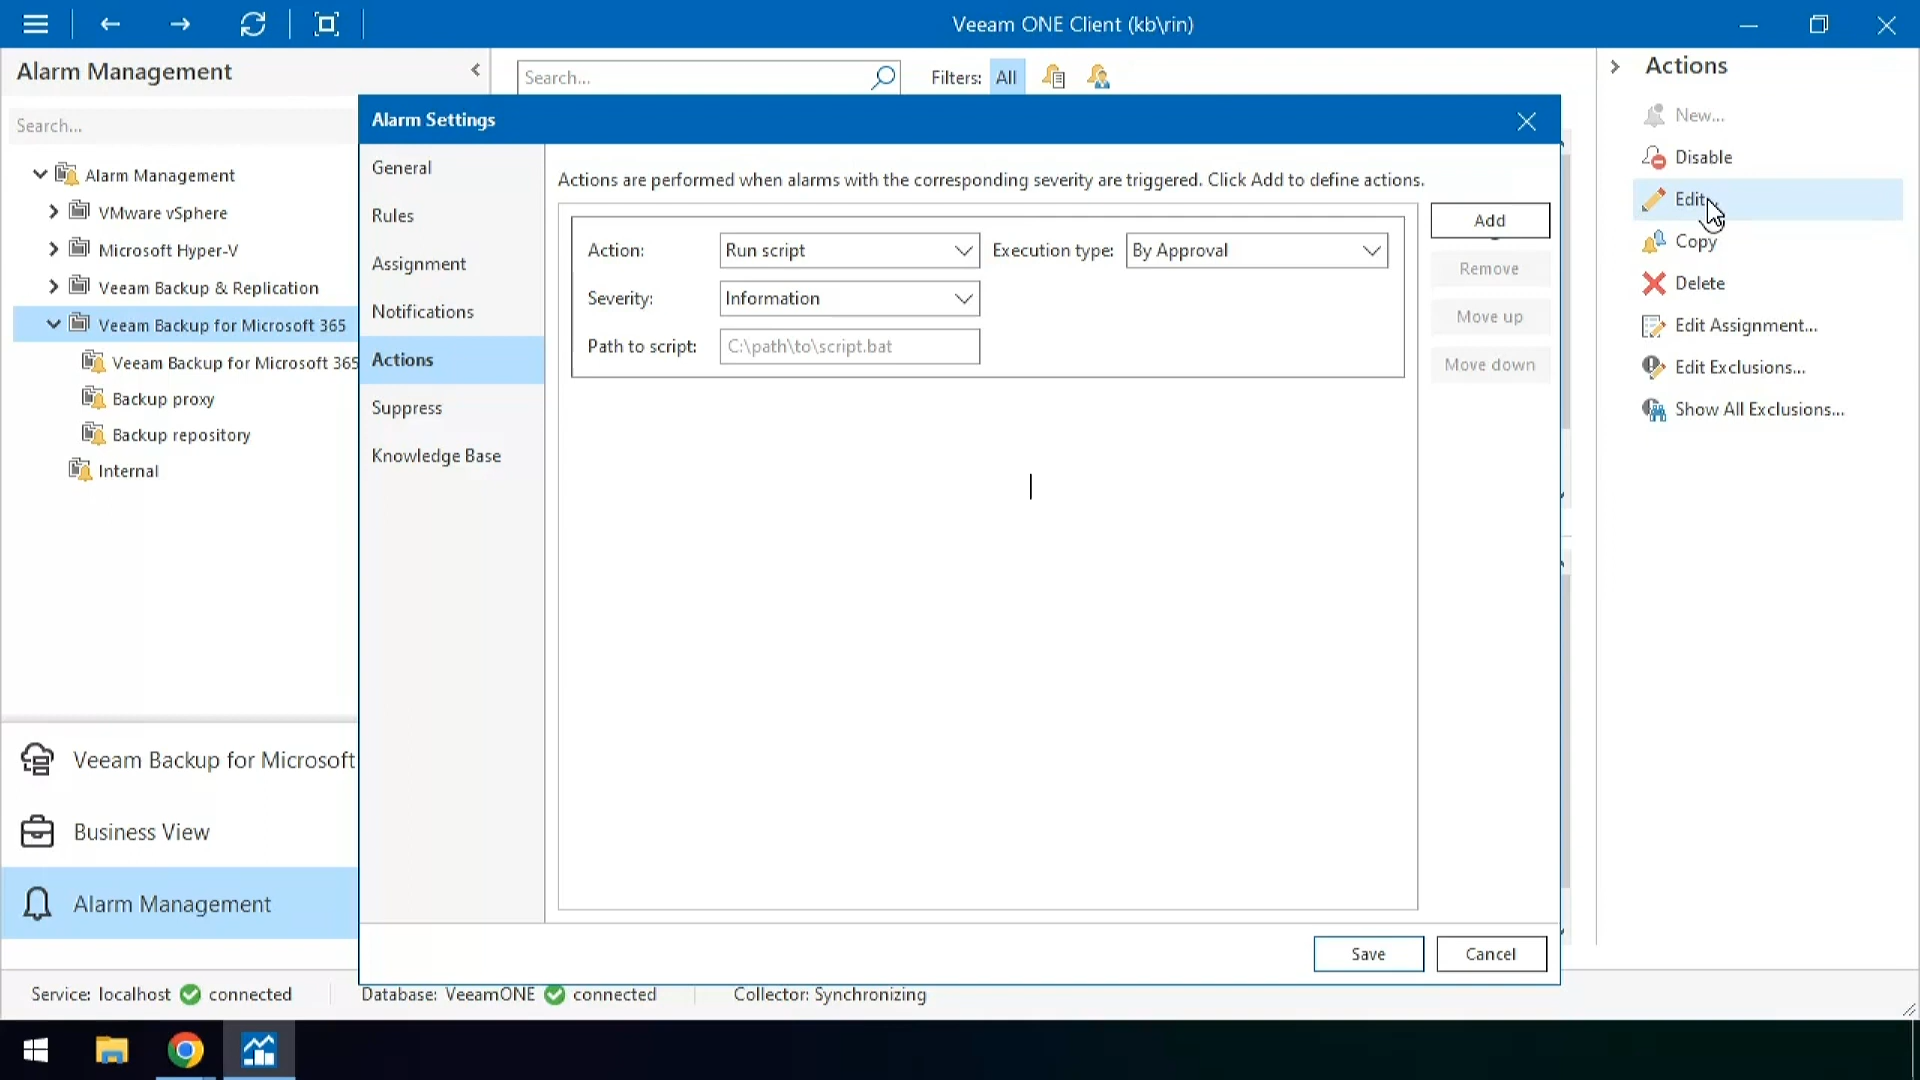 Veeam ONE Client (kb\rin)
Alarm Management
Search...
Filters: All
Actions
Search...
Alarm Management
VMware vSphere
Microsoft Hyper-V
Veeam Backup & Replication
Veeam Backup for Microsoft 365
Veeam Backup for Microsoft 365
Backup proxy
Backup repository
Internal
Veeam Backup for Microsoft
Business View
Alarm Management
Alarm Settings
General
Rules
Assignment
Notifications
Actions
Suppress
Knowledge Base
Actions are performed when alarms with the corresponding severity are triggered. Click Add to define actions.
Action: Run script Execution type: By Approval
Severity: Information
Path to script: C:\path\to\script.bat
Add
Remove
Move up
Move down
Save Cancel
New...
Disable
Edit...
Copy
Delete
Edit Assignment...
Edit Exclusions...
Show All Exclusions...
Service: localhost connected Database: VeeamONE connected Collector: Synchronizing